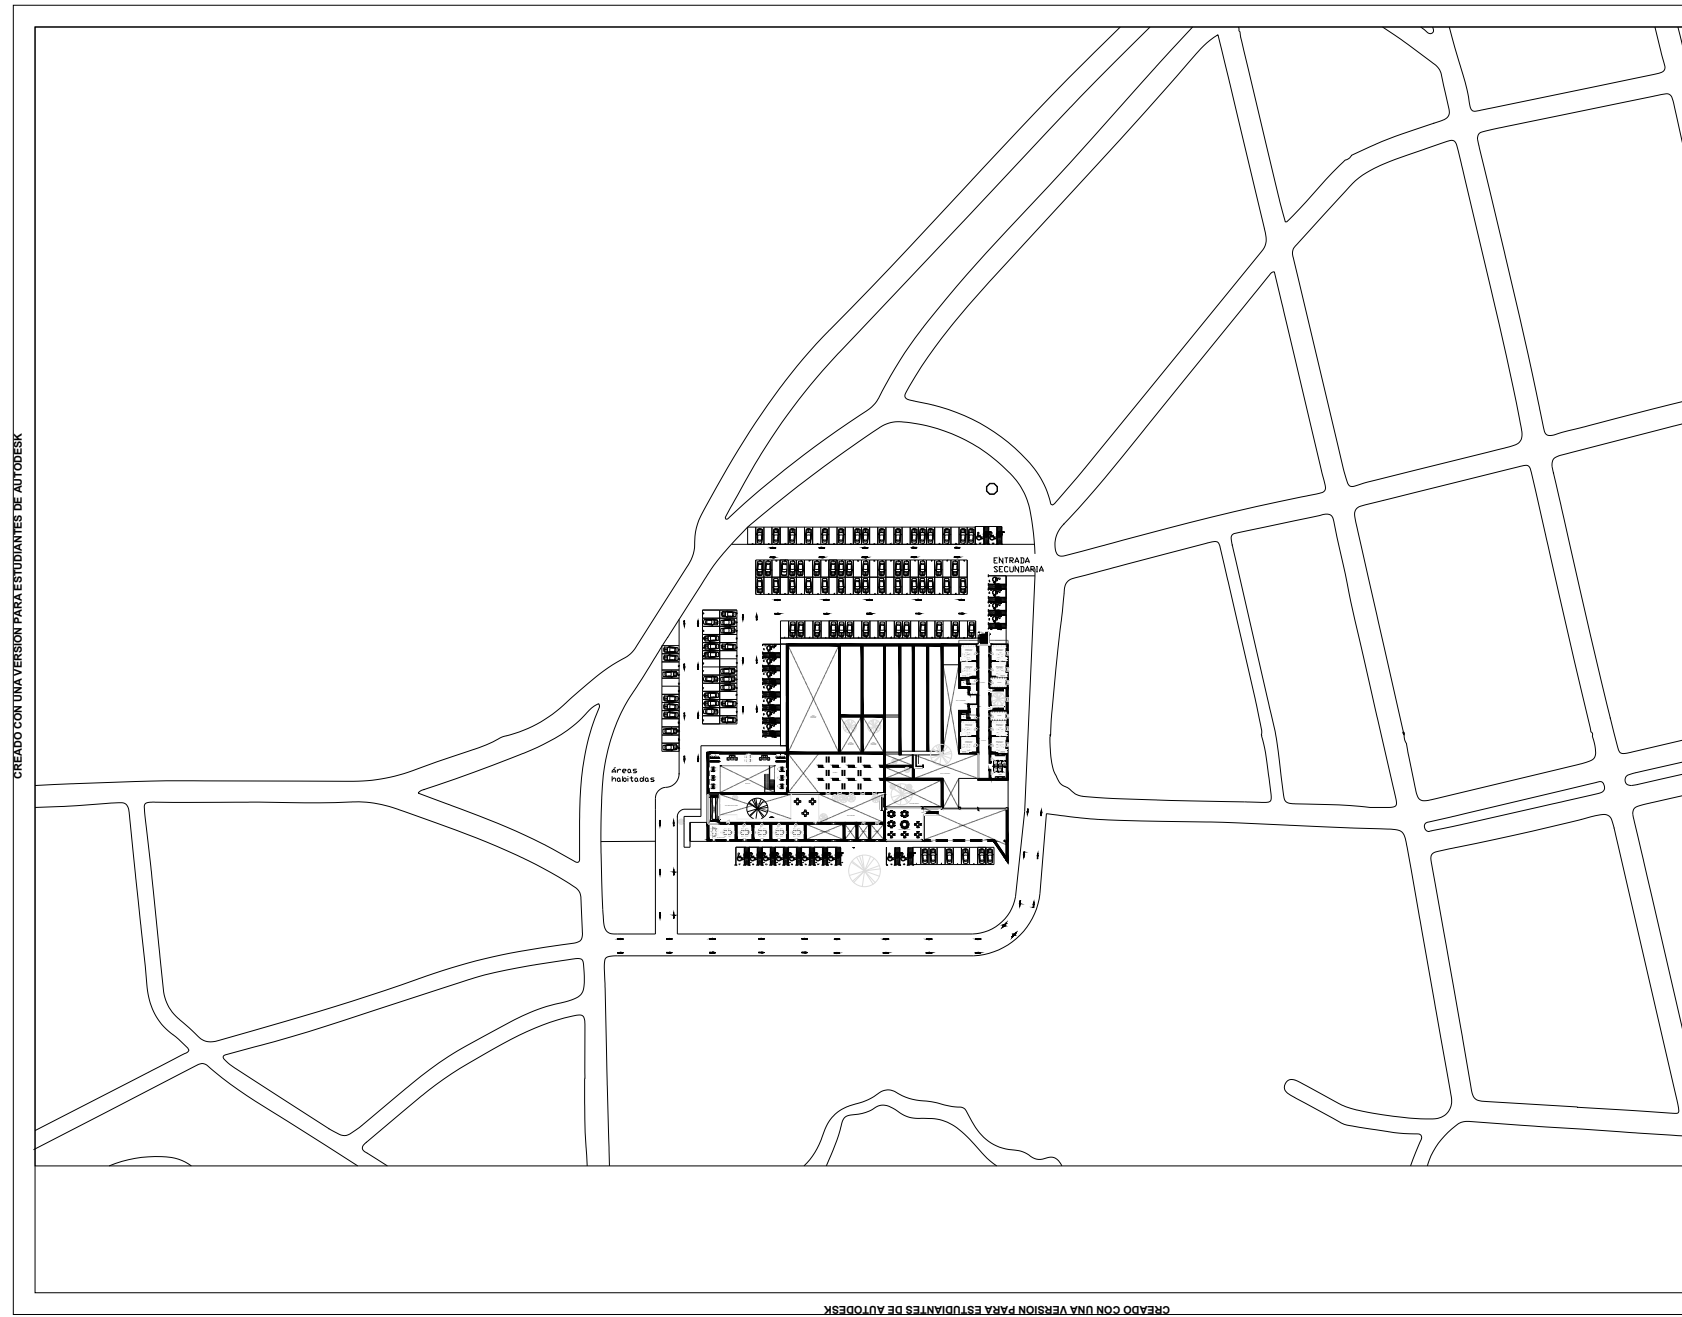 CREADO CON UNA VERSION PARA ESTUDIANTES DE AUTODESK
ENTRADA
SECUNDARIA
áreas
habitadas
CREADO CON UNA VERSION PARA ESTUDIANTES DE AUTODESK